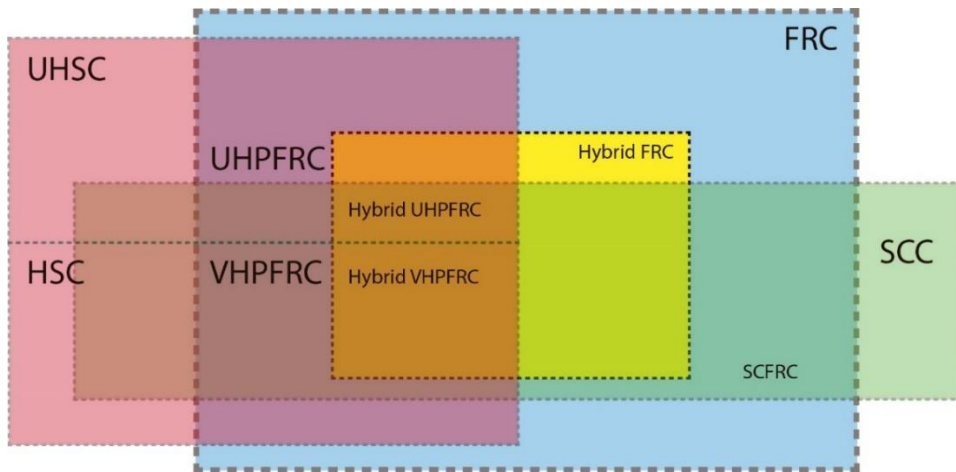 FRC
UHSC
UHPFRC
Hybrid FRC
Hybrid UHPFRC
SCC
HSC
VHPFRC
Hybrid VHPFRC
SCFRC